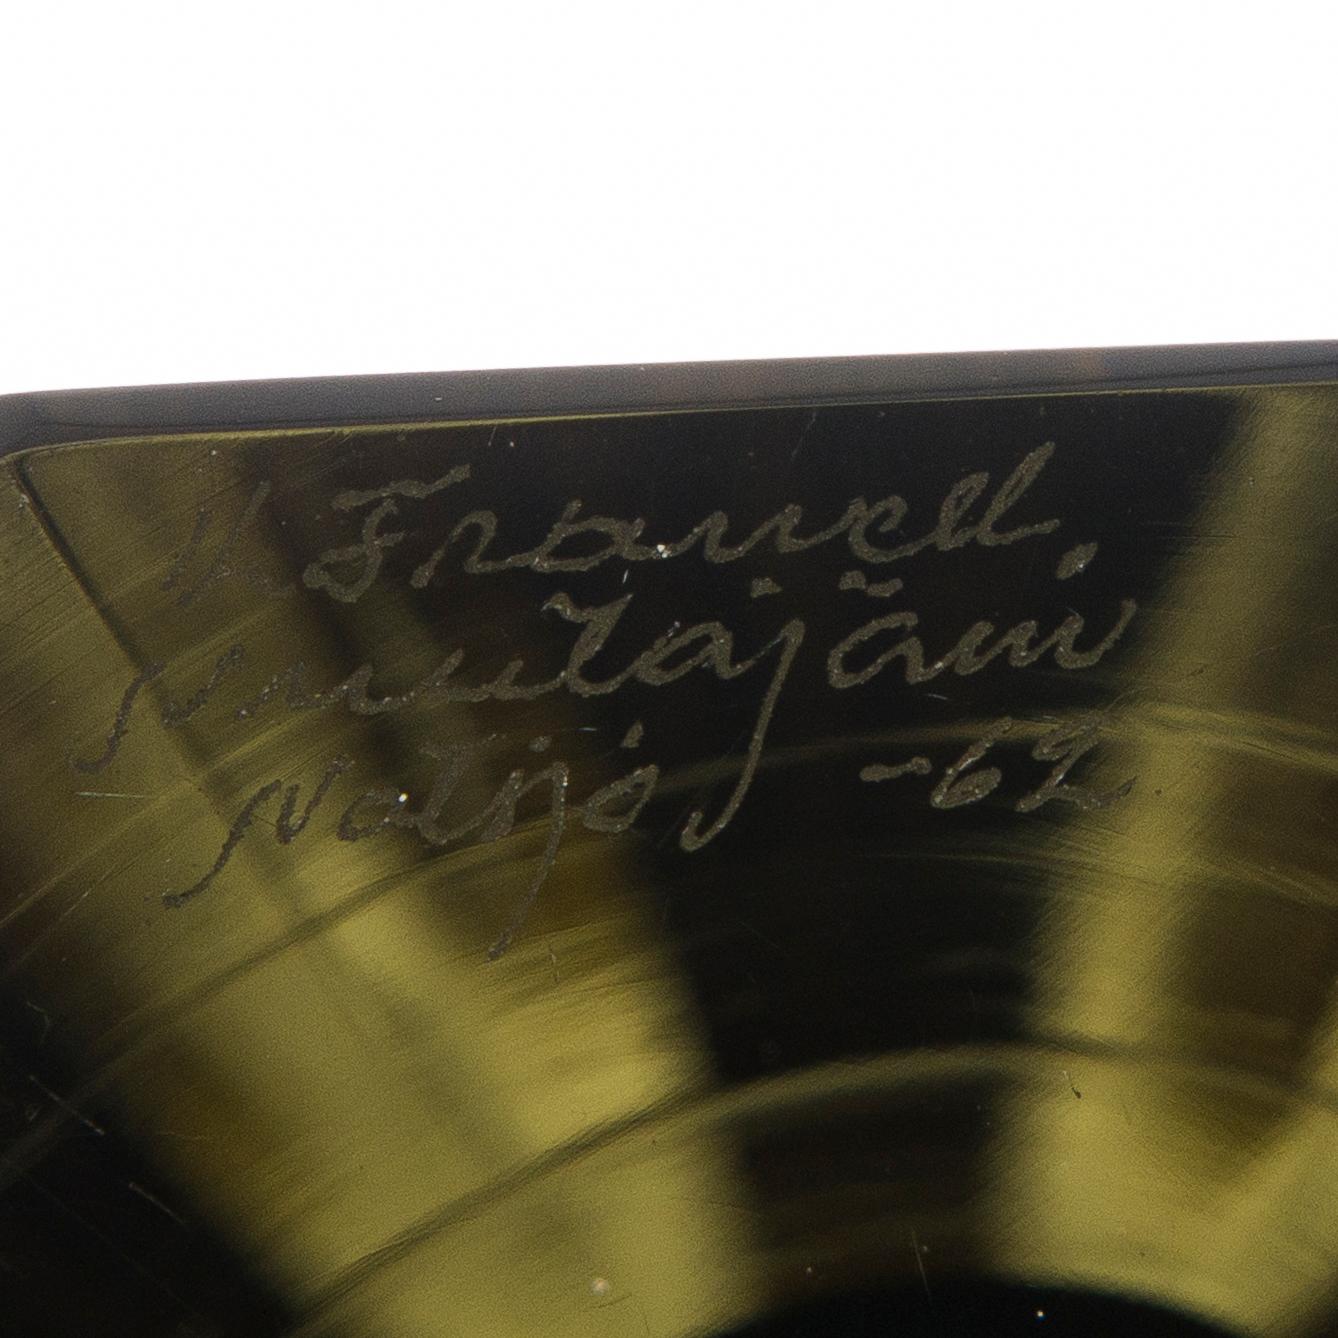 K Franck.
Nuutajärvi
Notsjö -62